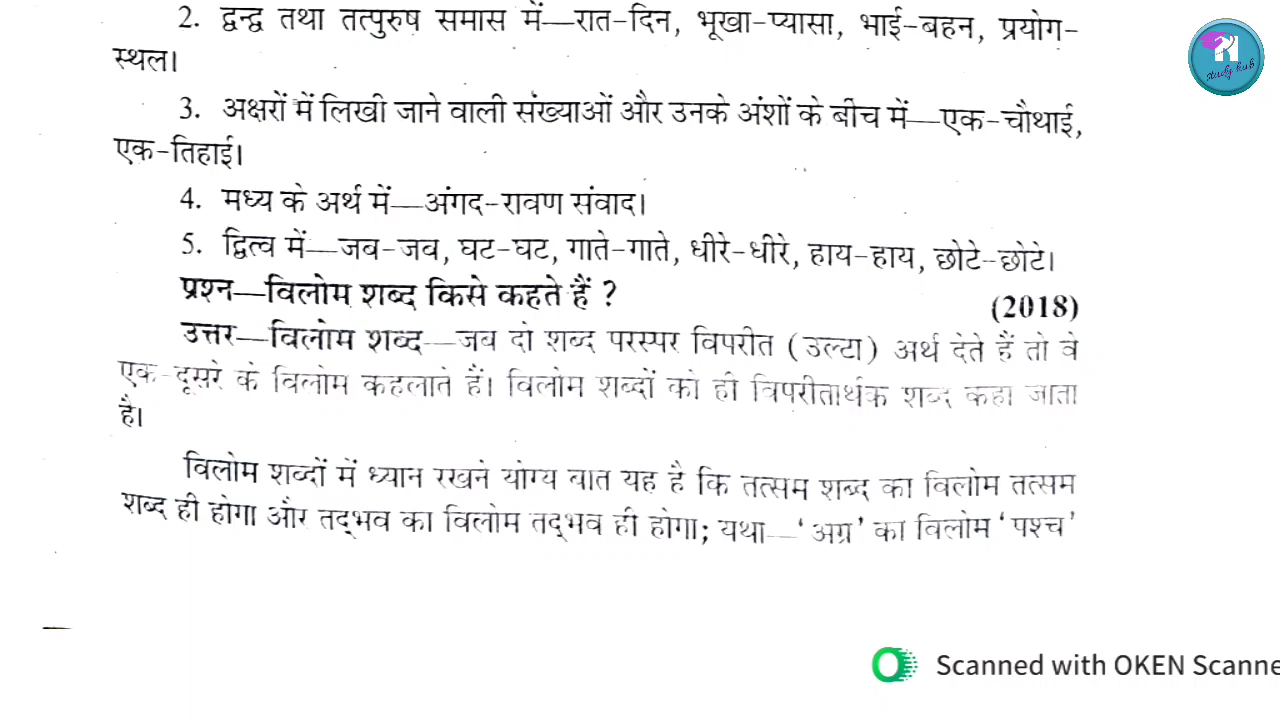 2. द्वन्द्व तथा तत्पुरुष समास में—रात-दिन, भूखा-प्यासा, भाई-बहन, प्रयोग-
स्थल।
3. अक्षरों में लिखी जाने वाली संख्याओं और उनके अंशों के बीच में—एक-चौथाई,
एक-तिहाई।
4. मध्य के अर्थ में—अंगद-रावण संवाद।
5. द्वित्व में—जब-जव, घट-घट, गाते-गाते, धीरे-धीरे, हाय-हाय, छोटे-छोटे।
प्रश्न—विलोम शब्द किसे कहते हैं ?
(2018)
उत्तर—विलोम शब्द—जब दो शब्द परस्पर विपरीत (उल्टा) अर्थ देते हैं तो वे
एक-दूसरे के विलोम कहलाते हैं। विलोम शब्दों को ही विपरीतार्थक शब्द कहा जाता
है।
विलोम शब्दों में ध्यान रखने योग्य बात यह है कि तत्सम शब्द का विलोम तत्सम
शब्द ही होगा और तद्‌भव का विलोम तद्‌भव ही होगा; यथा—'अग्र' का विलोम 'पश्च'
study hub
Scanned with OKEN Scanne